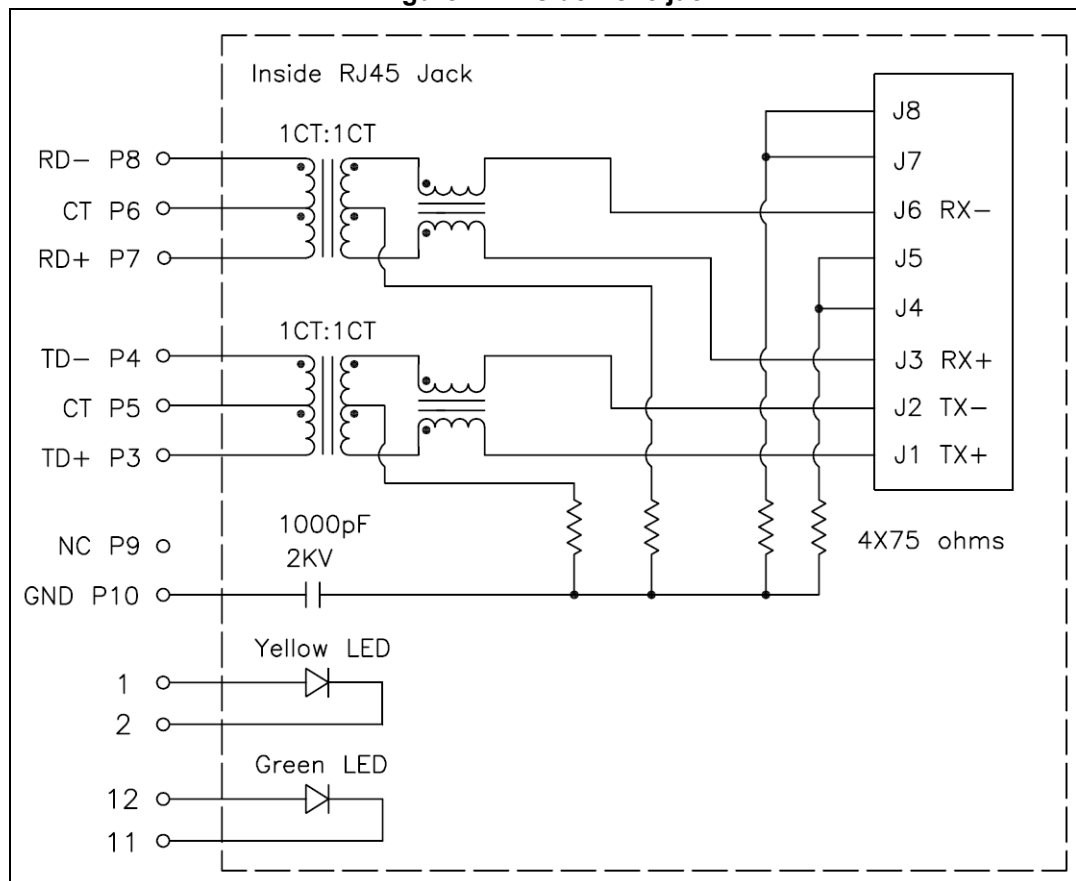 Inside RJ45 Jack
1CT:1CT
RD- P8
CT P6
RD+ P7
J8
J7
J6 RX-
J5
J4
J3 RX+
J2 TX-
J1 TX+
1CT:1CT
TD- P4
CT P5
TD+ P3
1000pF
2KV
4X75 ohms
NC P9
GND P10
Yellow LED
1
2
Green LED
12
11